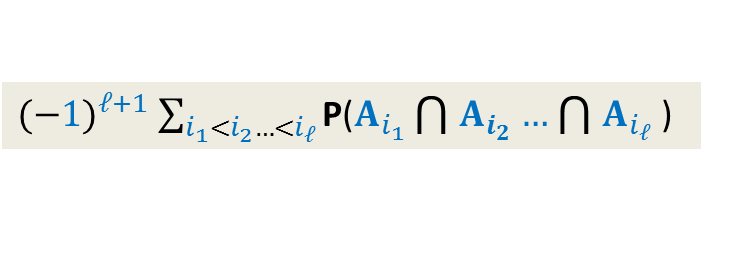 (−1)^{ℓ+1} ∑_{i₁<i₂…<i_ℓ} P(A_{i₁} ⋂ A_{i₂} … ⋂ A_{i_ℓ} )